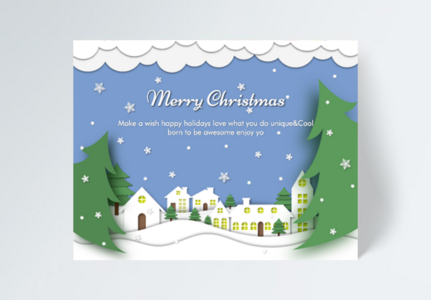 Merry Christmas
Make a wish happy holidays love what you do unique&Cool
born to be awesome enjoy yo